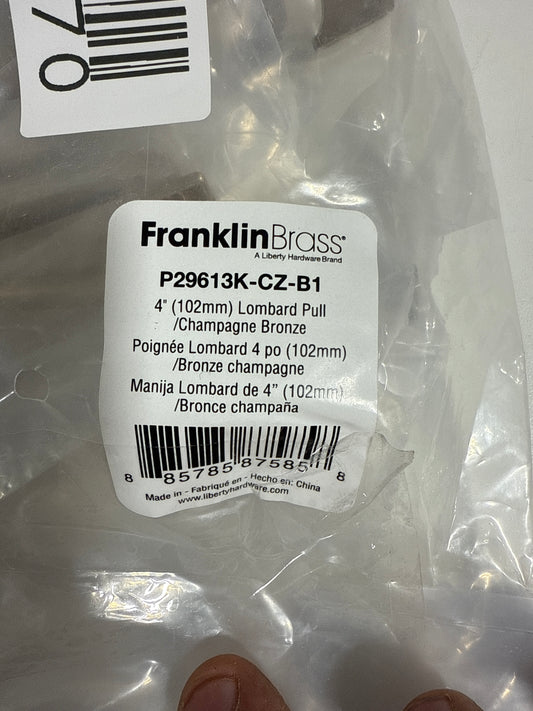 70
FranklinBrass®
A Liberty Hardware Brand
P29613K-CZ-B1
4" (102mm) Lombard Pull
/Champagne Bronze
Poignée Lombard 4 po (102mm)
/Bronze champagne
Manija Lombard de 4” (102mm)
/Bronce champaña
8 85785 87585 8
Made in - Fabriqué en - Hecho en: China
www.libertyhardware.com